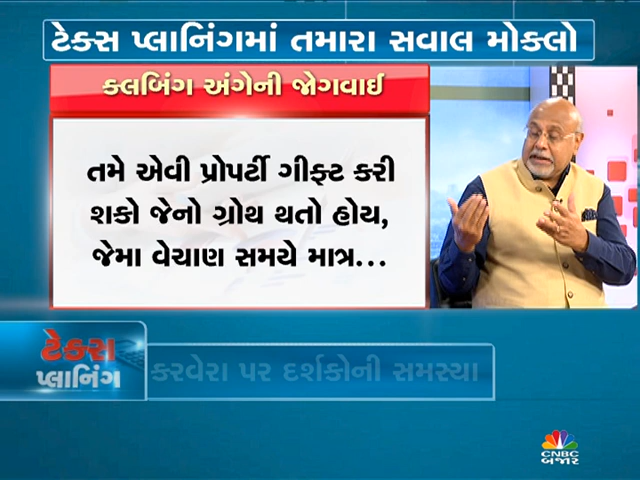 ટેક્સ પ્લાનિંગમાં તમારા સવાલ મોકલો
ક્લબિંગ અંગેની જોગવાઈ
તમે એવી પ્રોપર્ટી ગીફ્ટ કરી
શકો જેનો ગ્રોથ થતો હોય,
જેમા વેચાણ સમયે માત્ર...
ટેક્સ
પ્લાનિંગ
કરવેરા પર દર્શકોની સમસ્યા
CNBC
બજાર